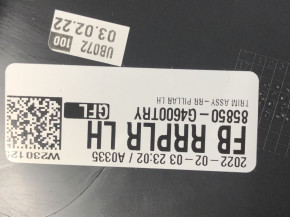 UB072
03.02.22
100
TRIM ASSY-RR PILLAR LH
85850-G4600TRY
GFL
FB RRPLR LH
2022-02-03 23:02/A0335
W23012